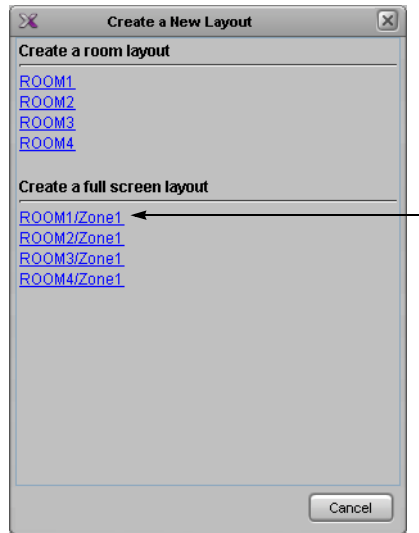 Create a New Layout
Create a room layout
ROOM1
ROOM2
ROOM3
ROOM4
Create a full screen layout
ROOM1/Zone1
ROOM2/Zone1
ROOM3/Zone1
ROOM4/Zone1
Cancel